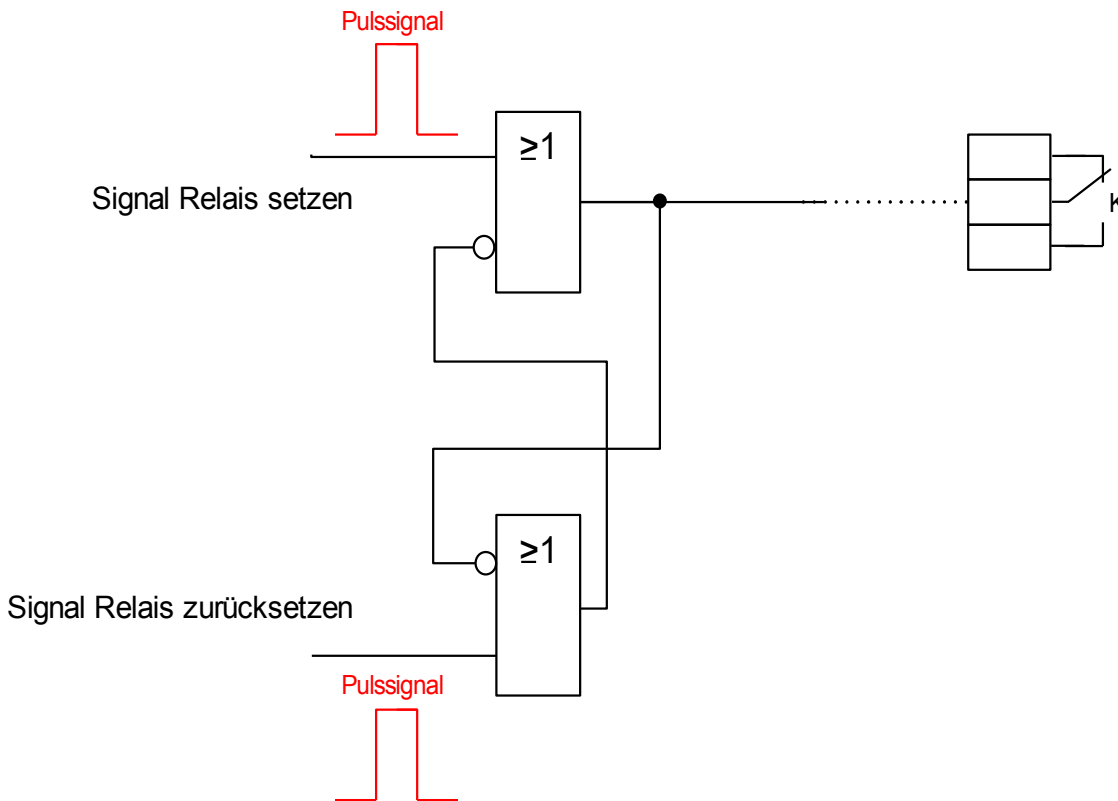 Pulssignal
≥1
Signal Relais setzen
K
≥1
Signal Relais zurücksetzen
Pulssignal